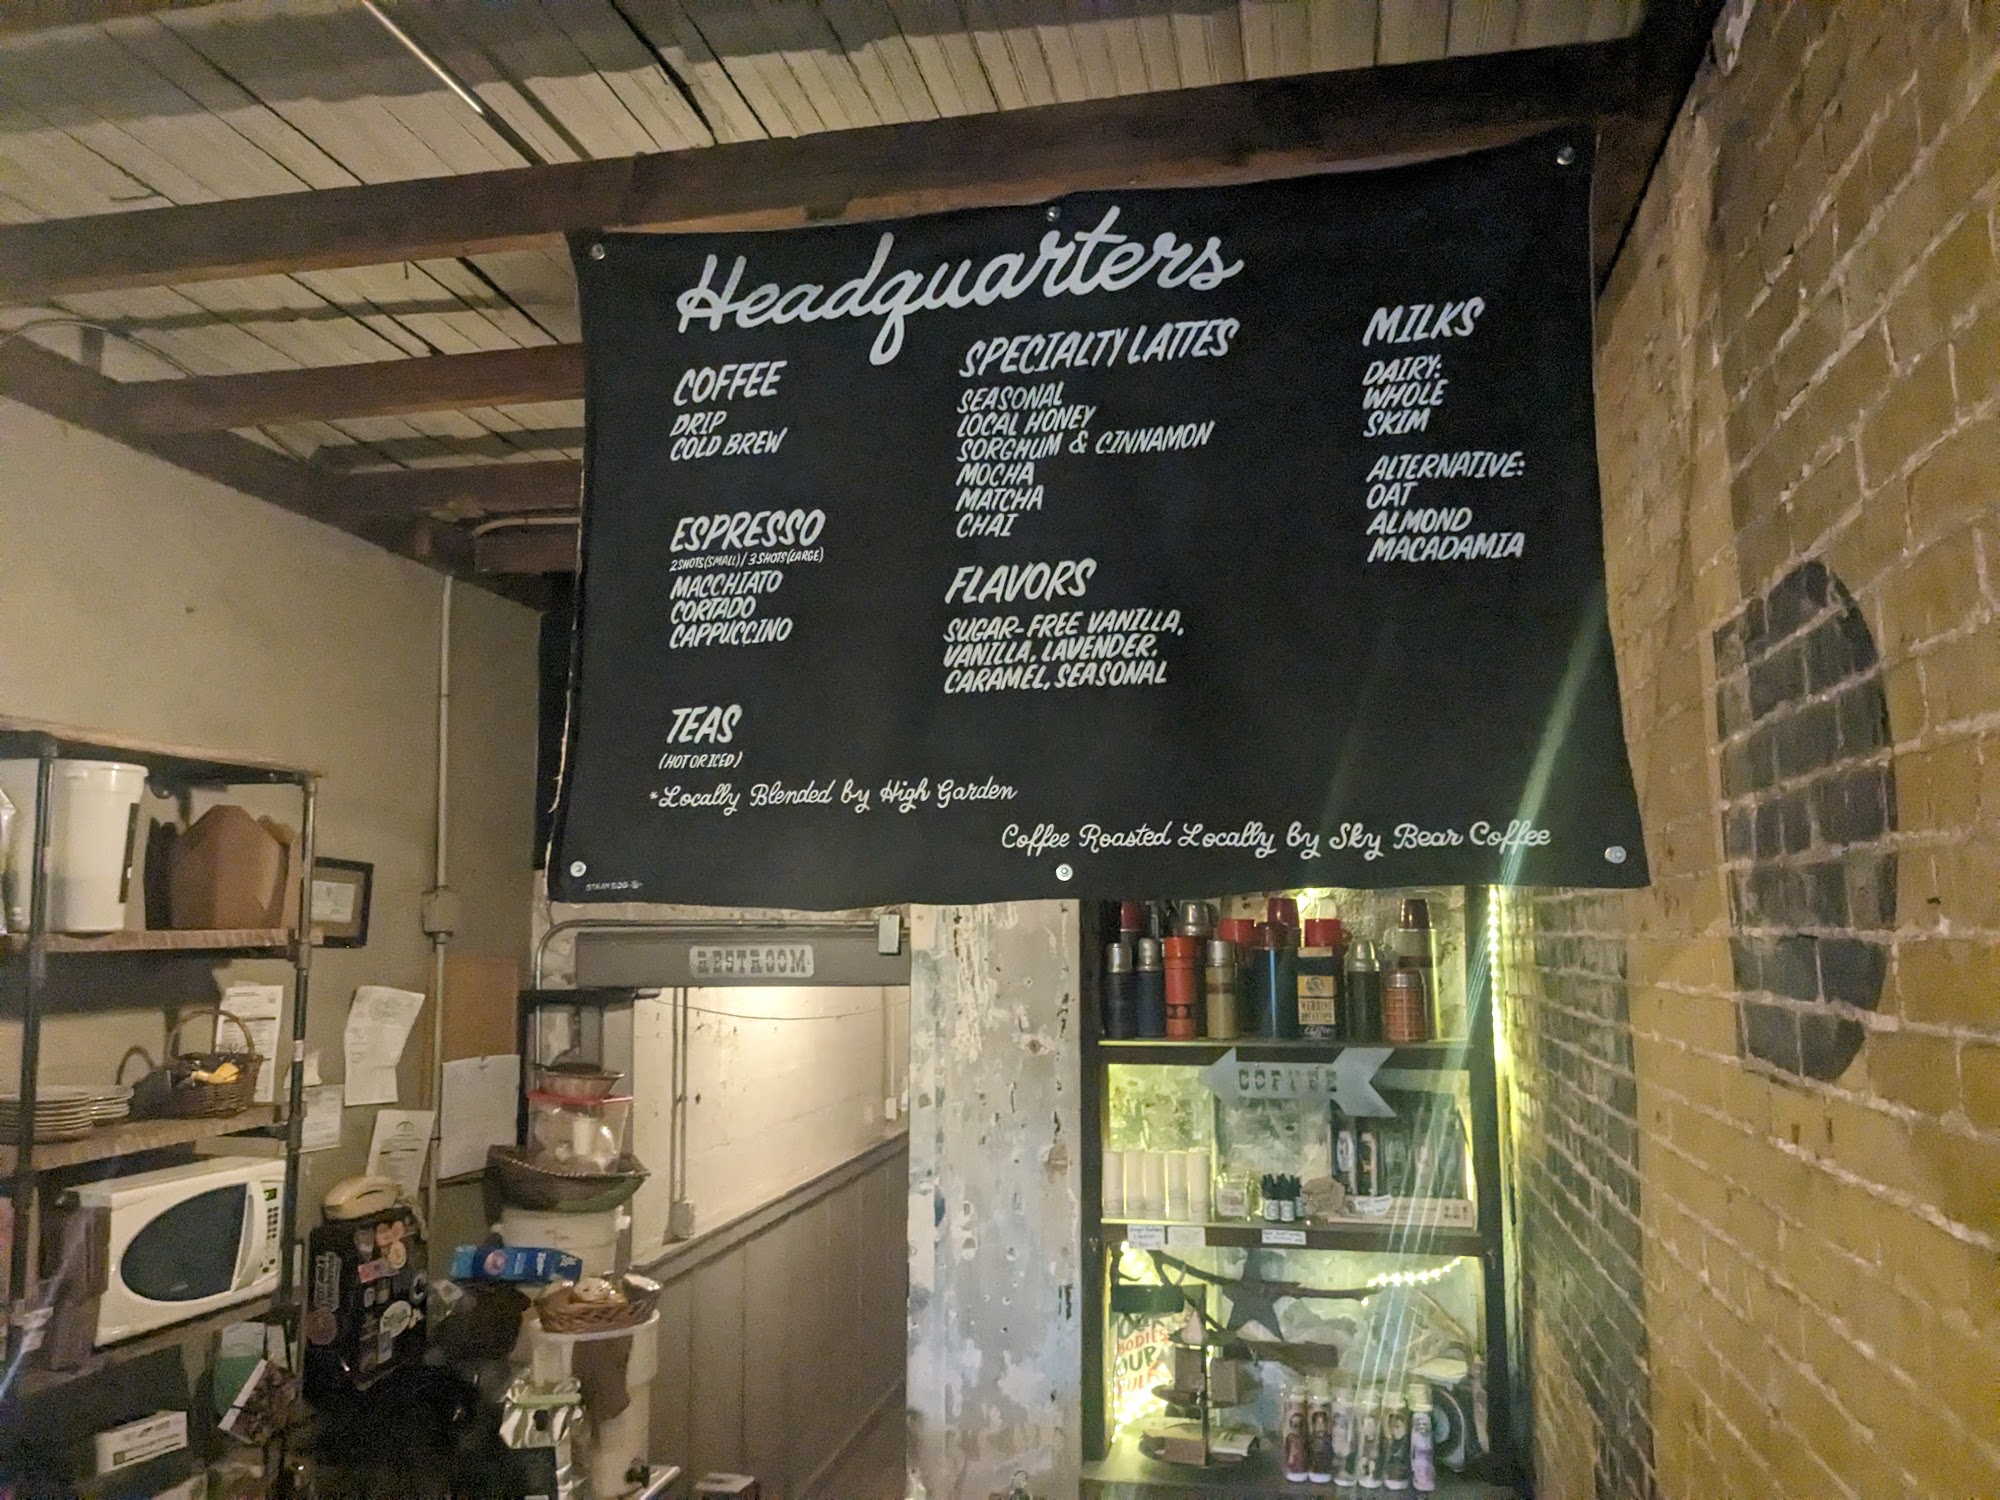 Headquarters
COFFEE
DRIP
COLD BREW
ESPRESSO
2 SHOTS (SMALL) / 3 SHOTS (LARGE)
MACCHIATO
CORTADO
CAPPUCCINO
TEAS
(HOT OR ICED)
*Locally Blended by High Garden
SPECIALTY LATTES
SEASONAL
LOCAL HONEY
SORGHUM & CINNAMON
MOCHA
MATCHA
CHAI
FLAVORS
SUGAR-FREE VANILLA,
VANILLA, LAVENDER,
CARAMEL, SEASONAL
MILKS
DAIRY:
WHOLE
SKIM
ALTERNATIVE:
OAT
ALMOND
MACADAMIA
Coffee Roasted Locally by Sky Bear Coffee
RESTROOM
COFFEE
BODIES
OUR